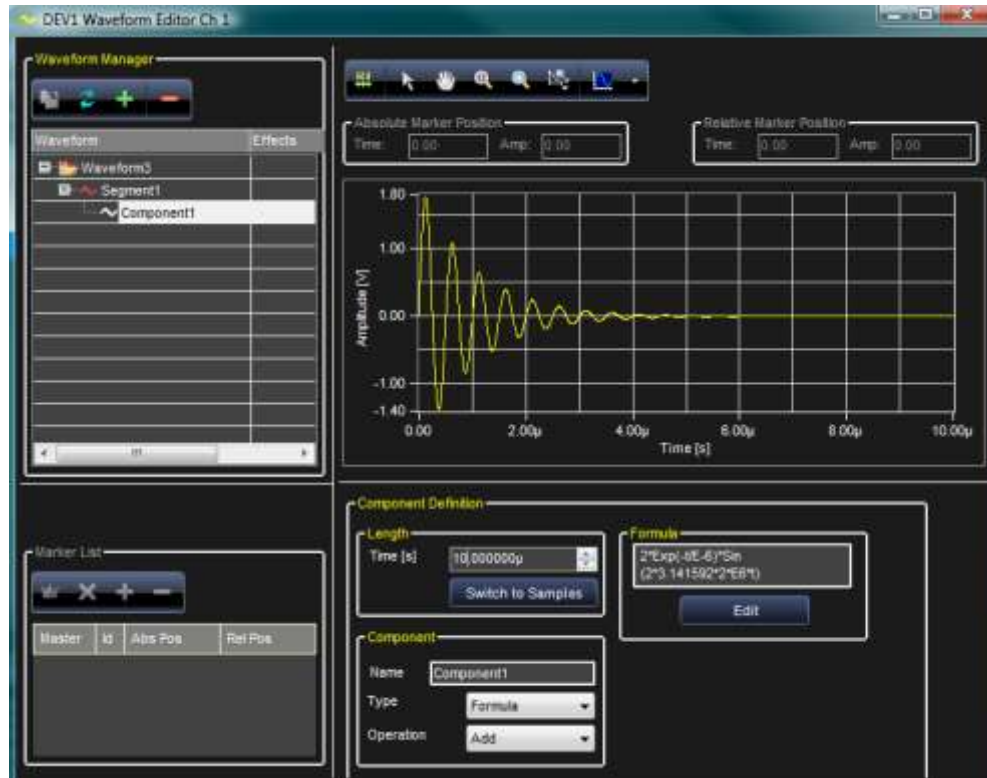 DEV1 Waveform Editor Ch 1
Waveform Manager
Waveform Effects
Waveform3
Segment1
Component1
Absolute Marker Position
Time: 0.00 Amp: 0.00
Relative Marker Position
Time: 0.00 Amp: 0.00
Amplitude [V]
1.80
1.00
0.00
-1.00
-1.40
0.00 2.00µ 4.00µ 6.00µ 8.00µ 10.00µ
Time [s]
Marker List
Master Id Abs Pos Rel Pos
Component Definition
Length
Time [s] 10,000000µ
Switch to Samples
Formula
2*Exp(-t/E-6)*Sin
(2*3.141592*2*E6*t)
Edit
Component
Name Component1
Type Formula
Operation Add